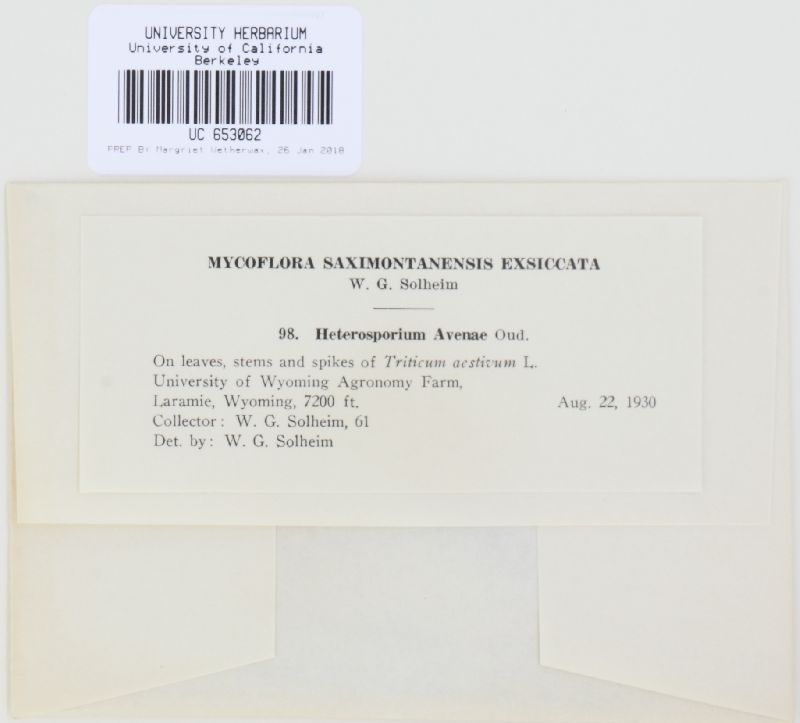 UNIVERSITY HERBARIUM
University of California
Berkeley
UC 653062
PREP BY Margriet Wetherwax, 26 Jan 2018
MYCOFLORA SAXIMONTANENSIS EXSICCATA
W. G. Solheim
98. Heterosporium Avenae Oud.
On leaves, stems and spikes of Triticum aestivum L.
University of Wyoming Agronomy Farm,
Laramie, Wyoming, 7200 ft. Aug. 22, 1930
Collector: W. G. Solheim, 61
Det. by: W. G. Solheim